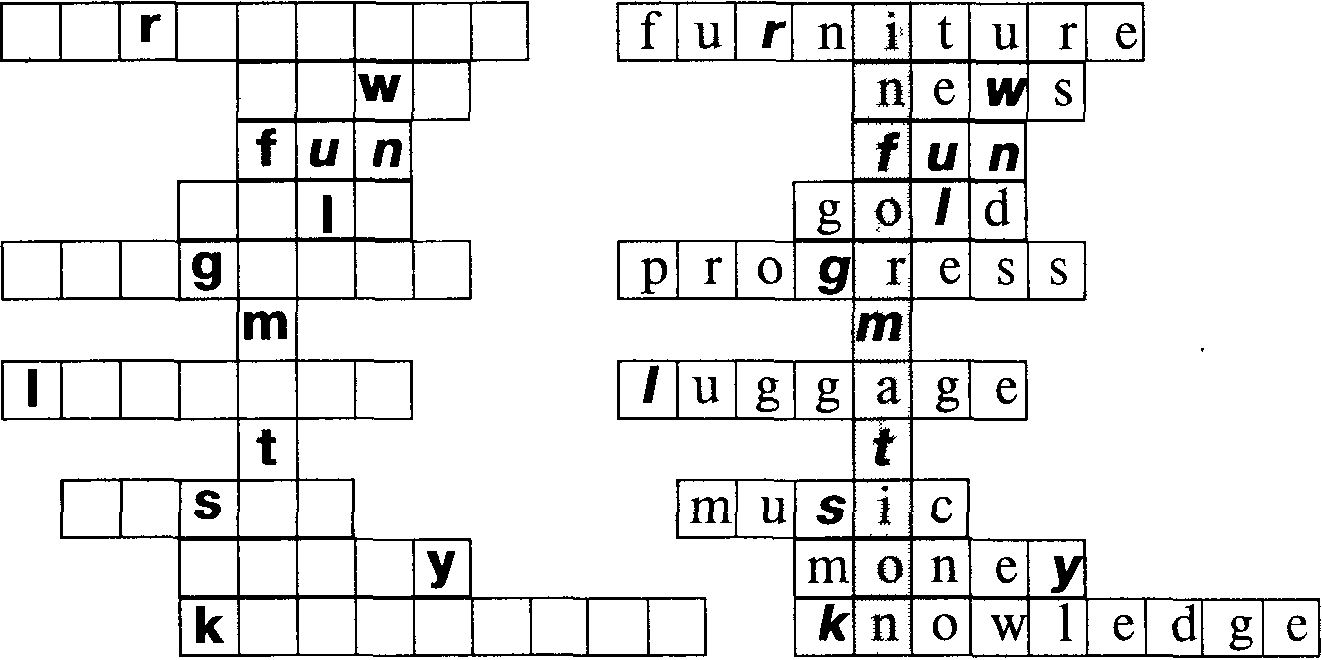 r furniture
w news
fun fun
l gold
g progress
m m
l luggage
t t
s music
y money
k knowledge